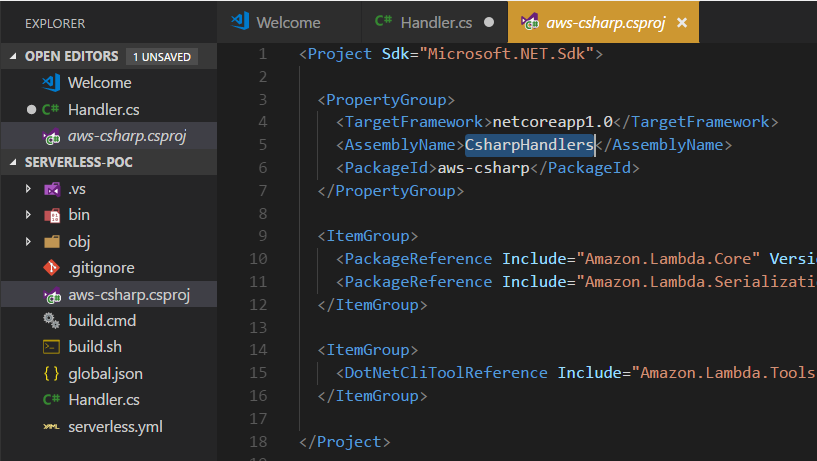 EXPLORER
OPEN EDITORS 1 UNSAVED
Welcome
C# Handler.cs
aws-csharp.csproj
SERVERLESS-POC
.vs
bin
obj
.gitignore
aws-csharp.csproj
build.cmd
build.sh
{} global.json
C# Handler.cs
YML serverless.yml
Welcome C# Handler.cs aws-csharp.csproj
1 <Project Sdk="Microsoft.NET.Sdk">
2
3 <PropertyGroup>
4 <TargetFramework>netcoreapp1.0</TargetFramework>
5 <AssemblyName>CsharpHandlers</AssemblyName>
6 <PackageId>aws-csharp</PackageId>
7 </PropertyGroup>
8
9 <ItemGroup>
10 <PackageReference Include="Amazon.Lambda.Core" Versi
11 <PackageReference Include="Amazon.Lambda.Serializati
12 </ItemGroup>
13
14 <ItemGroup>
15 <DotNetCliToolReference Include="Amazon.Lambda.Tools
16 </ItemGroup>
17
18 </Project>